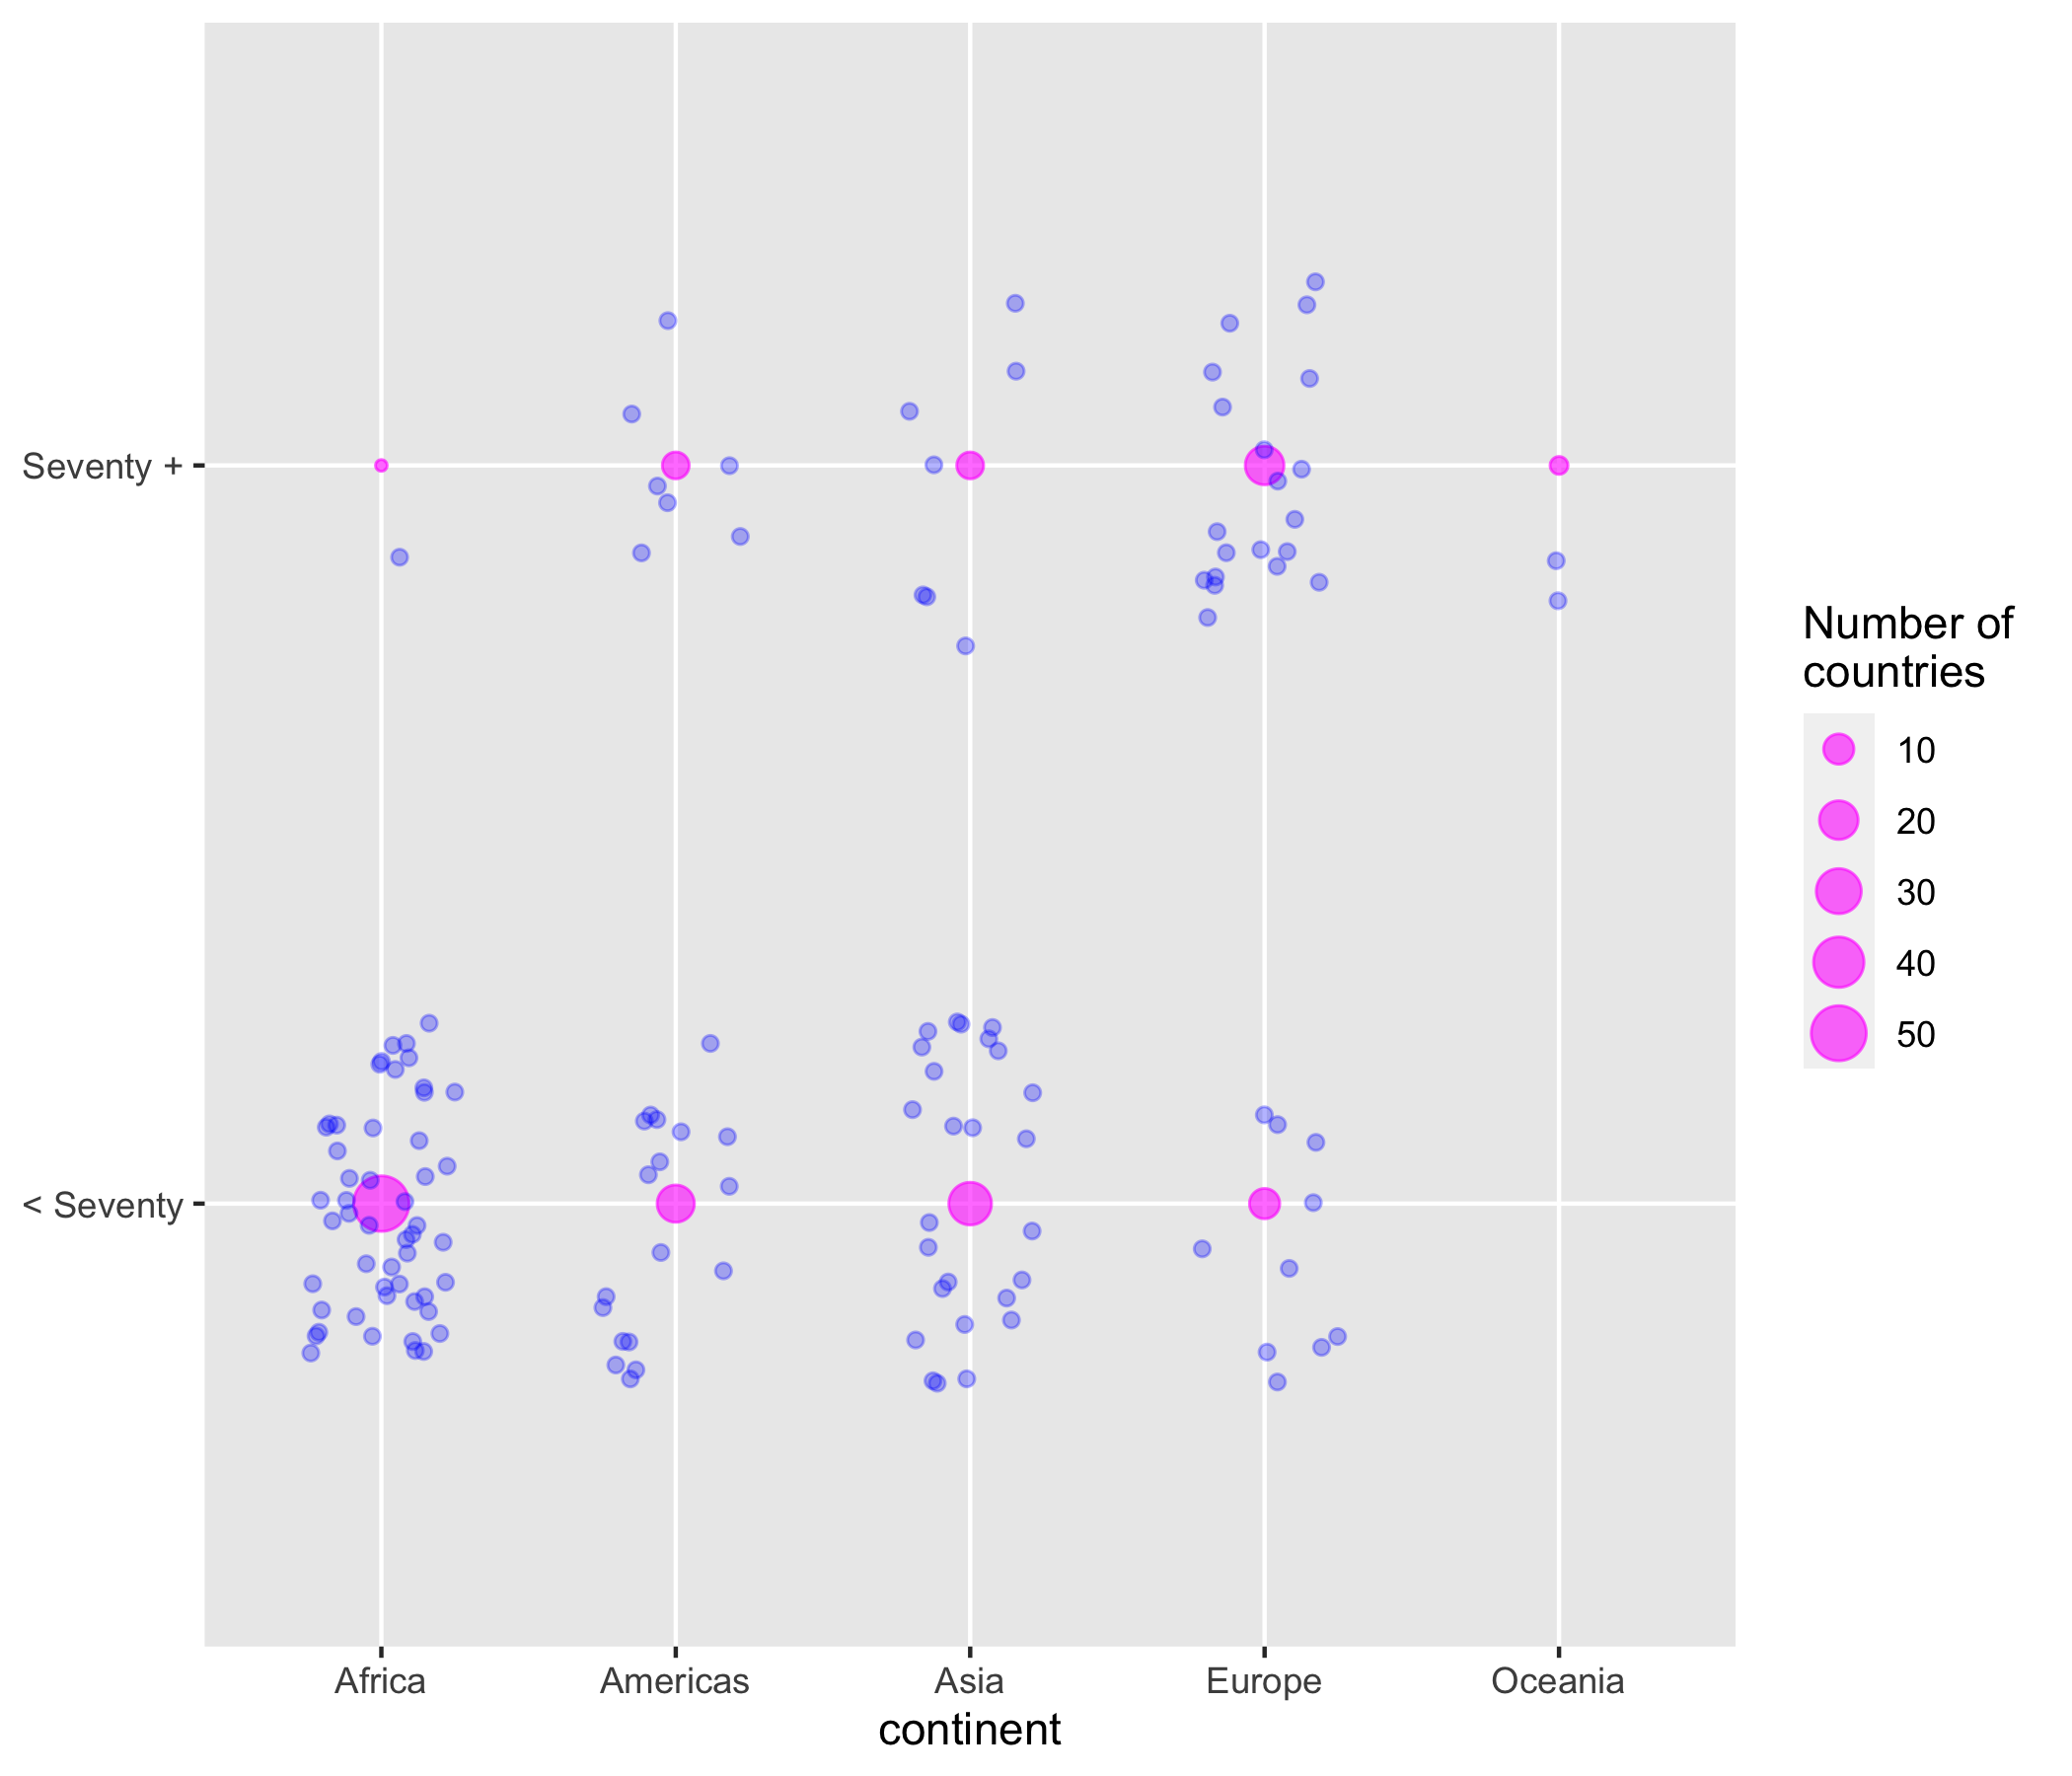 Seventy +
< Seventy
Africa
Americas
Asia
Europe
Oceania
continent
Number of
countries
10
20
30
40
50